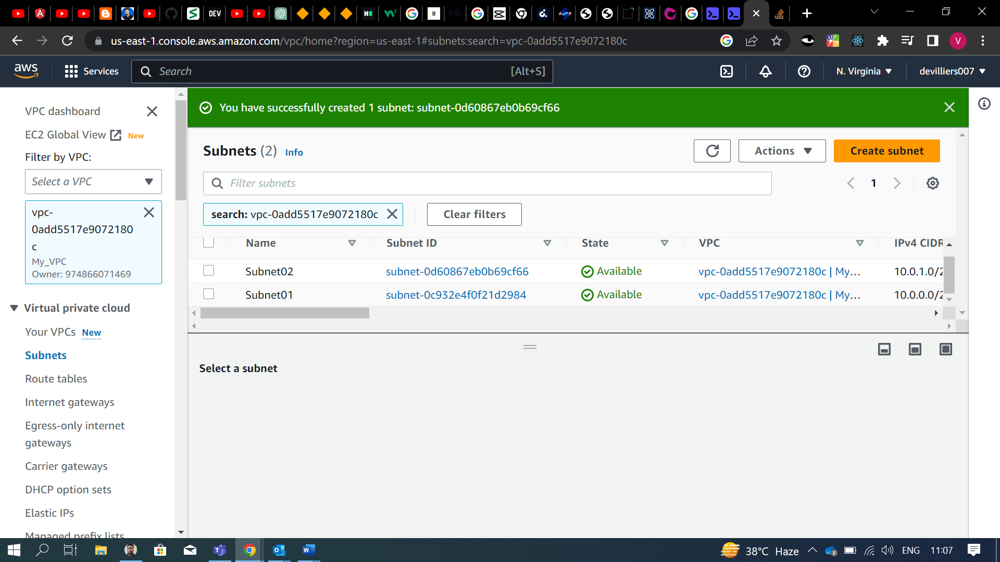 DEV
us-east-1.console.aws.amazon.com/vpc/home?region=us-east-1#subnets:search=vpc-0add5517e9072180c
V
aws
Services
Search
[Alt+S]
N. Virginia
devilliers007
VPC dashboard
EC2 Global View
New
Filter by VPC:
Select a VPC
vpc-
0add5517e9072180
c
My_VPC
Owner: 974866071469
Virtual private cloud
Your VPCs New
Subnets
Route tables
Internet gateways
Egress-only internet
gateways
Carrier gateways
DHCP option sets
Elastic IPs
Managed prefix lists
You have successfully created 1 subnet: subnet-0d60867eb0b69cf66
Subnets (2) Info
Actions
Create subnet
Filter subnets
1
search: vpc-0add5517e9072180c
Clear filters
Name Subnet ID State VPC IPv4 CIDR
Subnet02 subnet-0d60867eb0b69cf66 Available vpc-0add5517e9072180c | My... 10.0.1.0/2
Subnet01 subnet-0c932e4f0f21d2984 Available vpc-0add5517e9072180c | My... 10.0.0.0/2
Select a subnet
38°C Haze
ENG
11:07